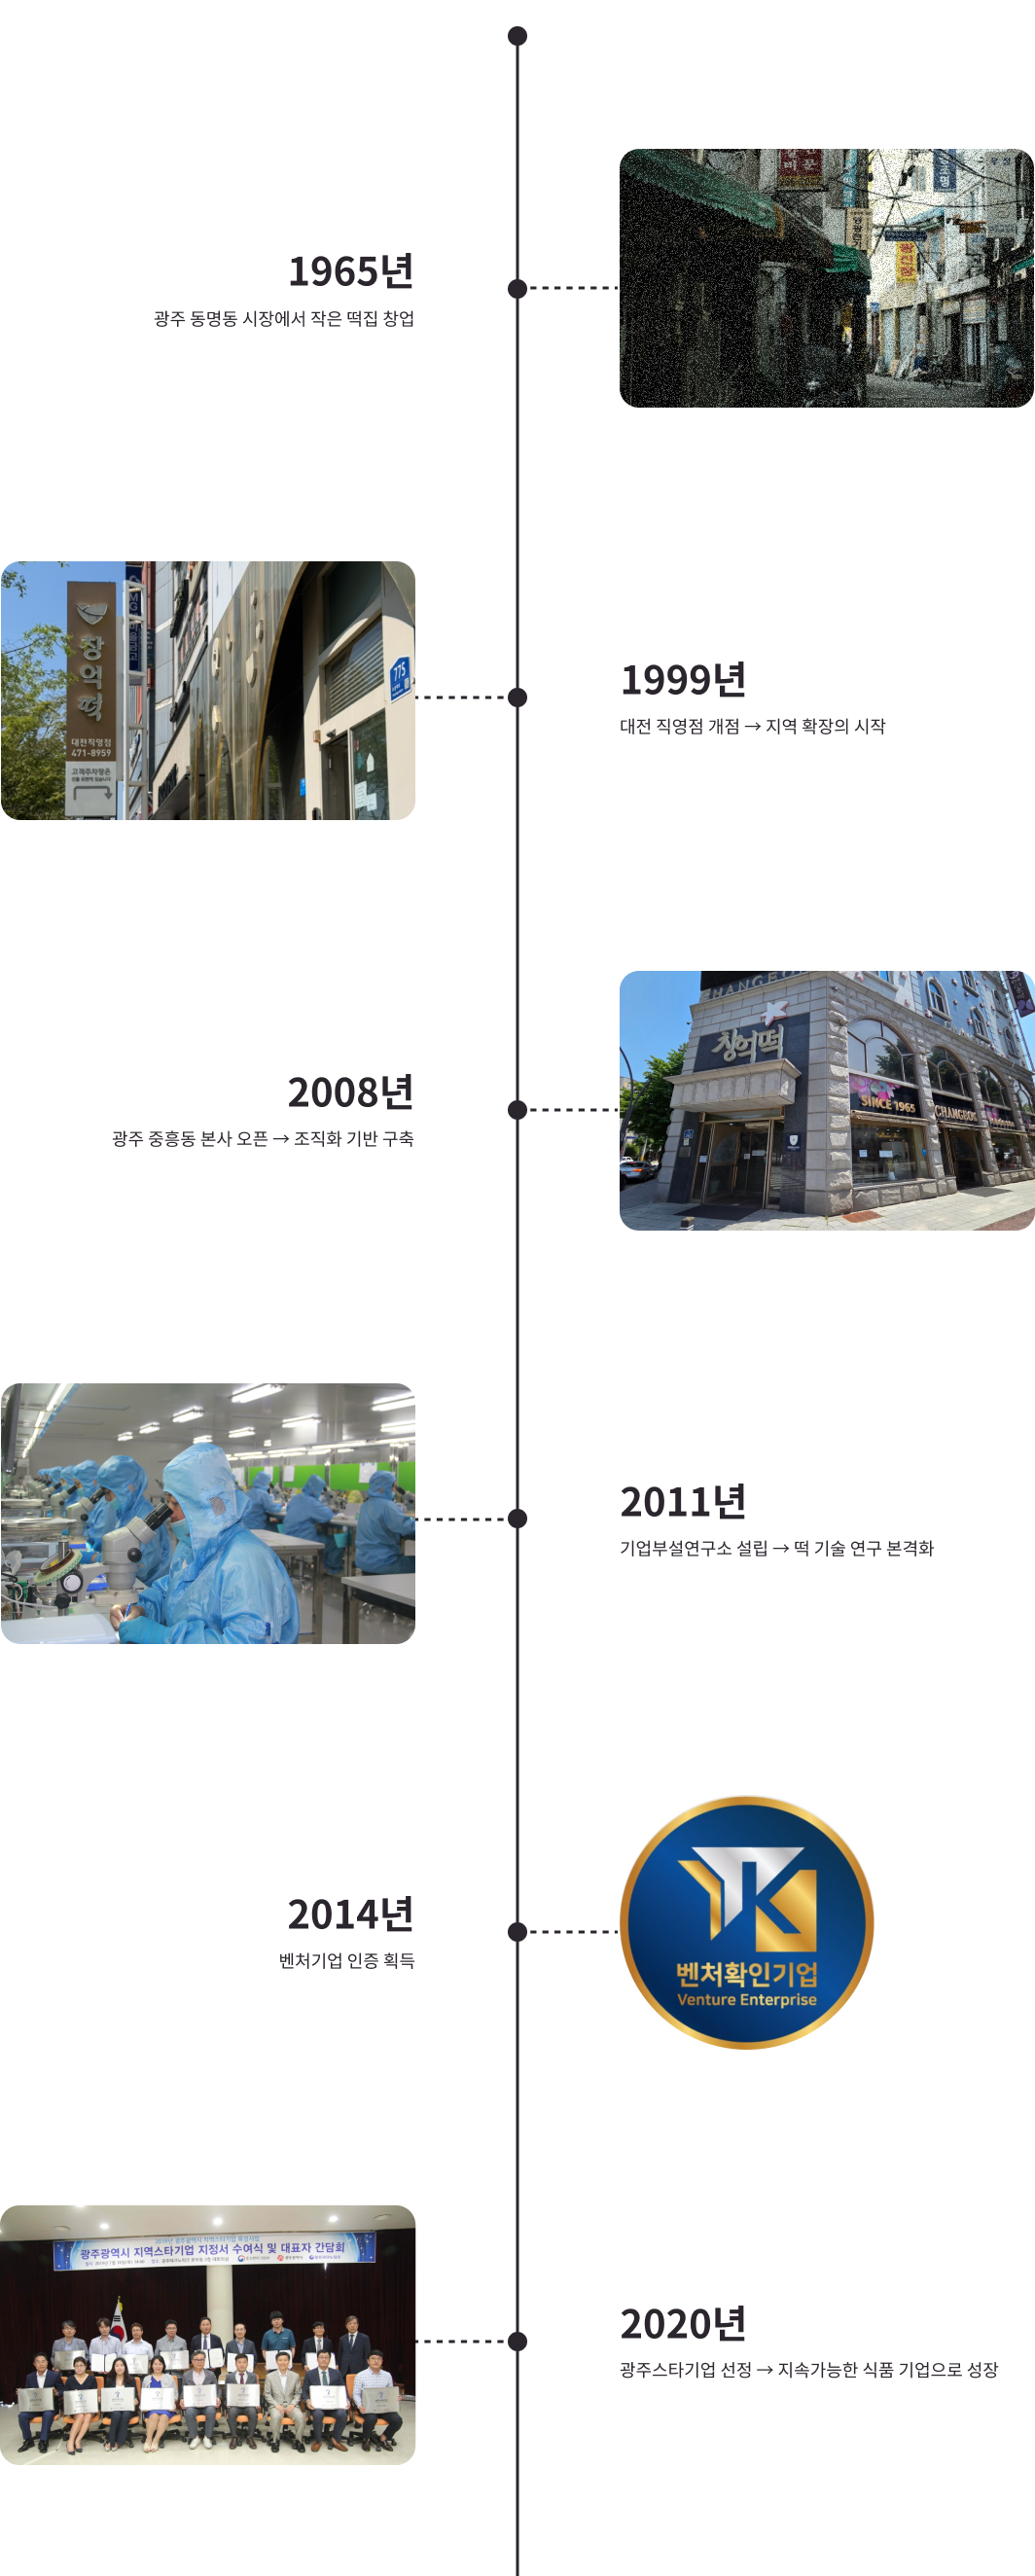 1965년
광주 동명동 시장에서 작은 떡집 창업
창억떡
대전직영점
471-8959
고객주차장은
775
1999년
대전 직영점 개점 → 지역 확장의 시작
2008년
광주 중흥동 본사 오픈 → 조직화 기반 구축
CHANGEOK
창억떡
SINCE 1965
CHANGEOK
2011년
기업부설연구소 설립 → 떡 기술 연구 본격화
2014년
벤처기업 인증 획득
벤처확인기업
Venture Enterprise
광주광역시 지역스타기업 지정서 수여식 및 대표자 간담회
2020년
광주스타기업 선정 → 지속가능한 식품 기업으로 성장